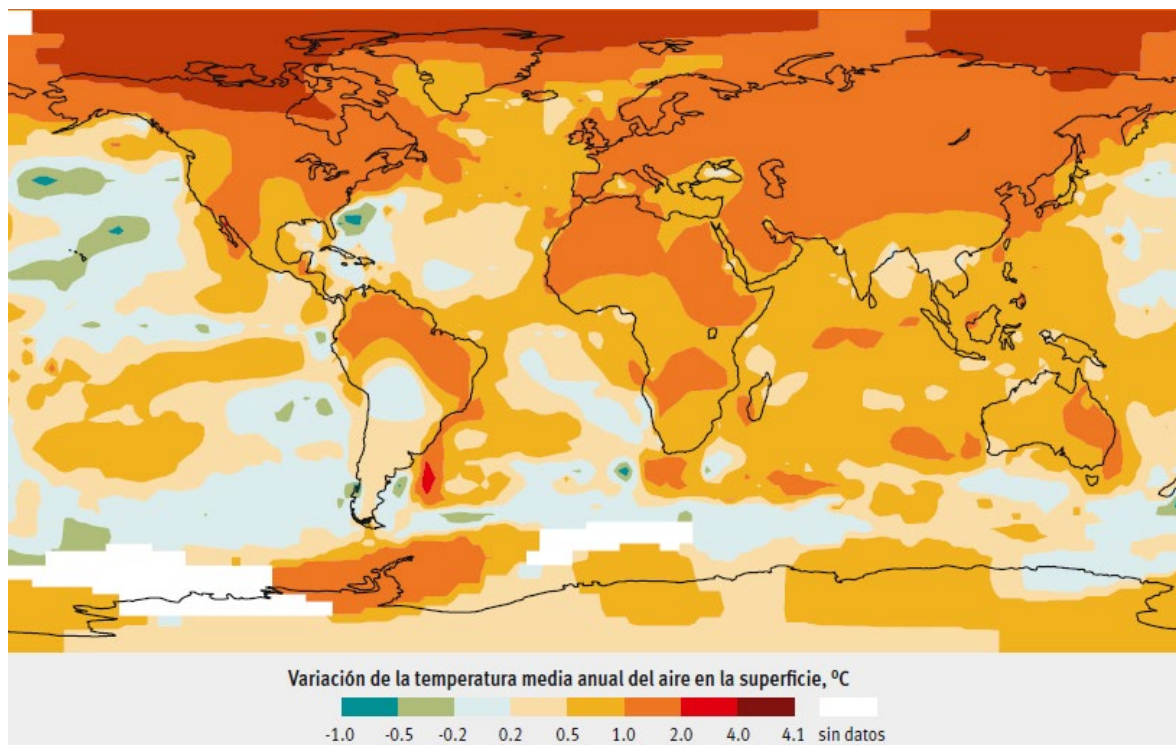 Variación de la temperatura media anual del aire en la superficie, ºC
-1.0 -0.5 -0.2 0.2 0.5 1.0 2.0 4.0 4.1 sin datos